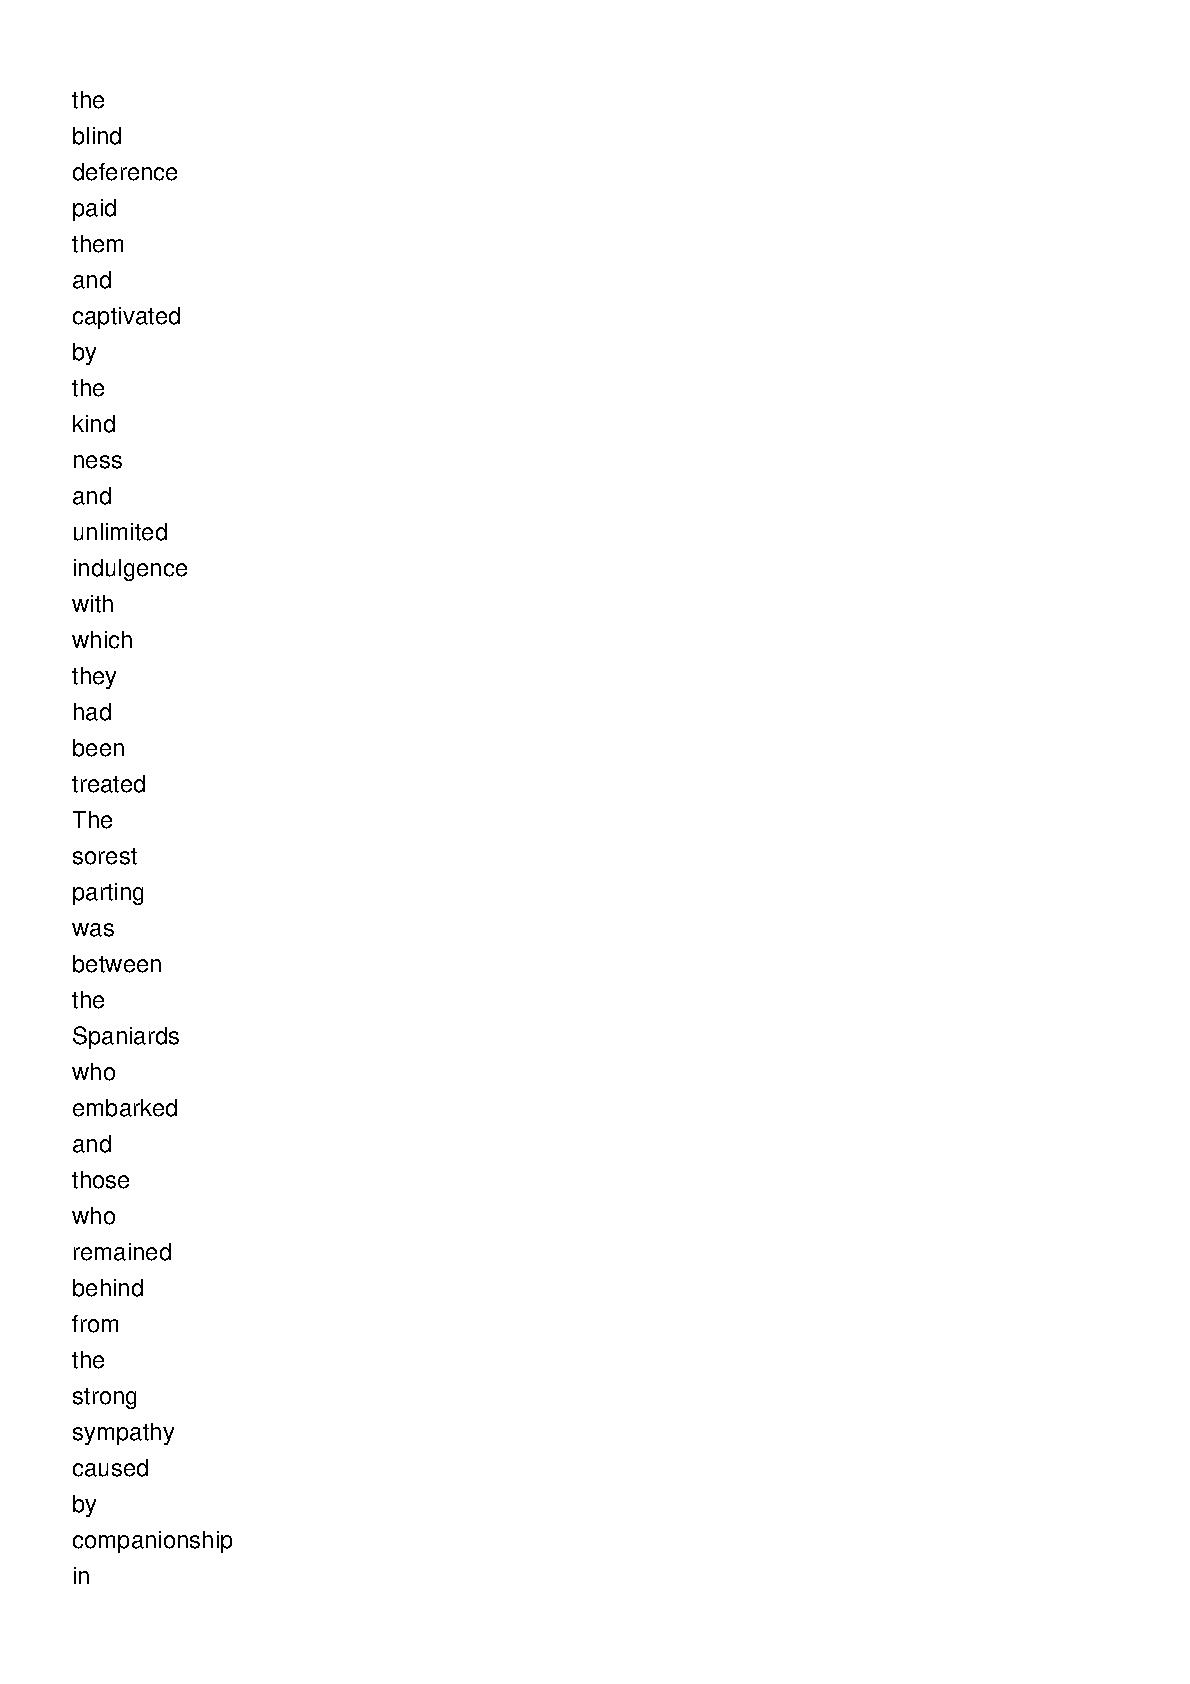 the
blind
deference
paid
them
and
captivated
by
the
kind
ness
and
unlimited
indulgence
with
which
they
had
been
treated
The
sorest
parting
was
between
the
Spaniards
who
embarked
and
those
who
remained
behind
from
the
strong
sympathy
caused
by
companionship
in